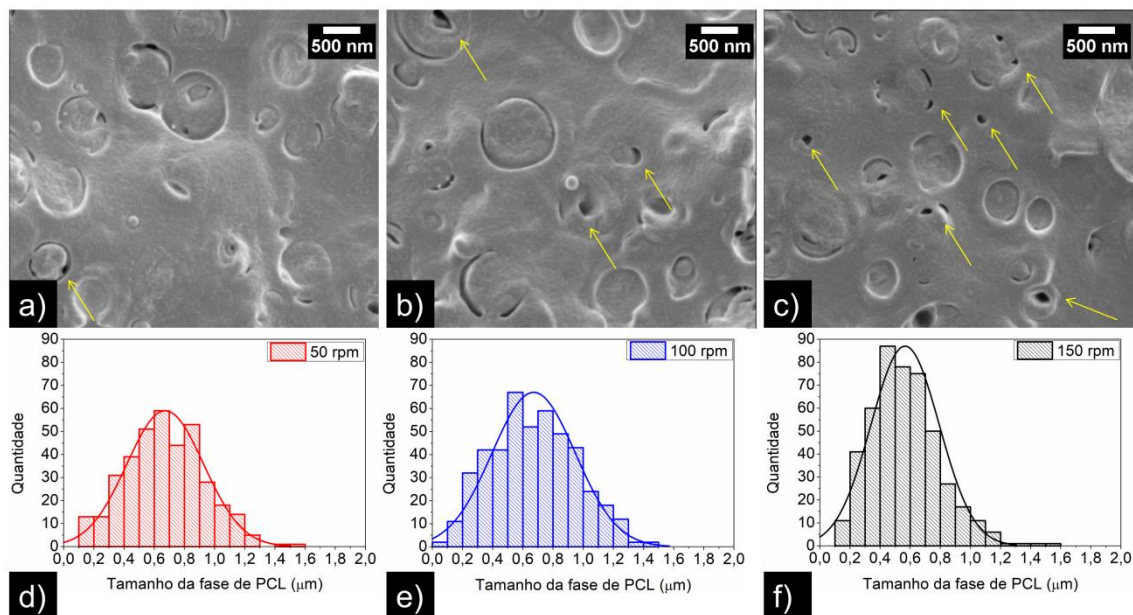 500 nm
500 nm
500 nm
a)
b)
c)
90
80
70
60
50
40
30
20
10
0
Quantidade
50 rpm
0,0 0,2 0,4 0,6 0,8 1,0 1,2 1,4 1,6 1,8 2,0
Tamanho da fase de PCL (μm)
d)
90
80
70
60
50
40
30
20
10
0
Quantidade
100 rpm
0,0 0,2 0,4 0,6 0,8 1,0 1,2 1,4 1,6 1,8 2,0
Tamanho da fase de PCL (μm)
e)
90
80
70
60
50
40
30
20
10
0
Quantidade
150 rpm
0,0 0,2 0,4 0,6 0,8 1,0 1,2 1,4 1,6 1,8 2,0
Tamanho da fase de PCL (μm)
f)